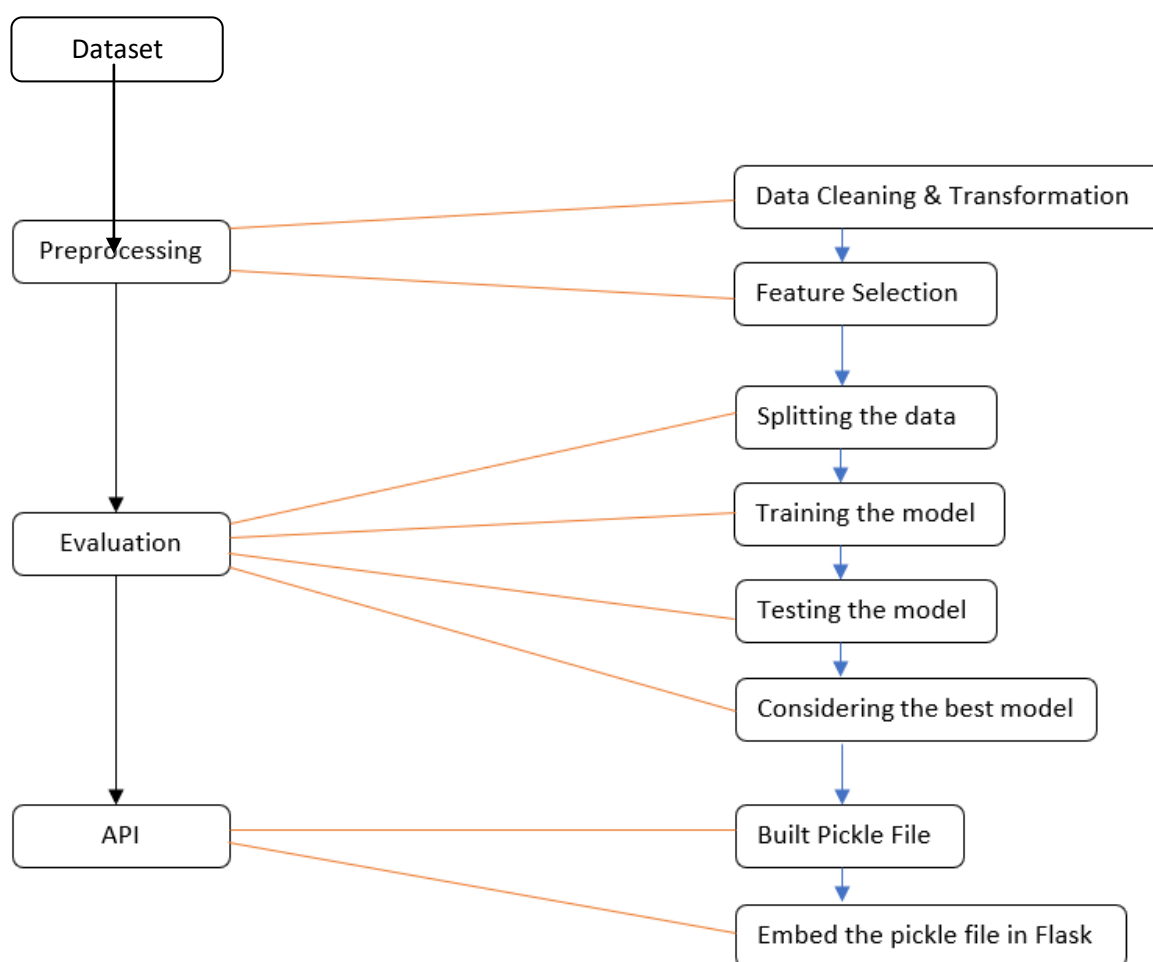 Dataset
Data Cleaning & Transformation
Preprocessing
Feature Selection
Splitting the data
Training the model
Evaluation
Testing the model
Considering the best model
API
Built Pickle File
Embed the pickle file in Flask